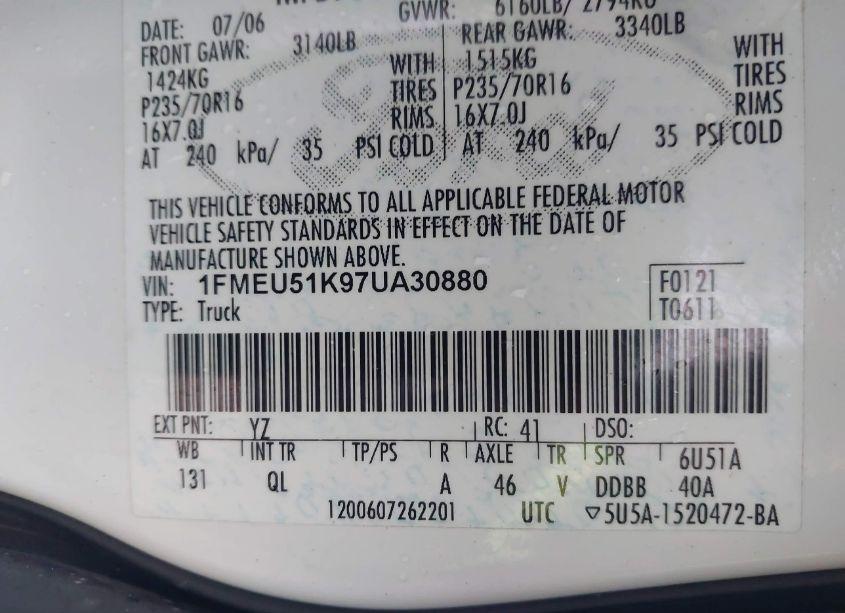 DATE: 07/06 GVWR: 6160LB/ 2794KG
FRONT GAWR: 3140LB REAR GAWR: 3340LB
1424KG WITH 1515KG WITH
P235/70R16 TIRES P235/70R16 TIRES
16X7.0J RIMS 16X7.0J RIMS
AT 240 kPa/ 35 PSI COLD AT 240 kPa/ 35 PSI COLD
Ford
THIS VEHICLE CONFORMS TO ALL APPLICABLE FEDERAL MOTOR
VEHICLE SAFETY STANDARDS IN EFFECT ON THE DATE OF
MANUFACTURE SHOWN ABOVE.
VIN: 1FMEU51K97UA30880 F0121
TYPE: Truck T0611
EXT PNT: YZ RC: 41 DSO:
WB INT TR TP/PS R AXLE TR SPR 6U51A
131 QL A 46 V DDBB 40A
1200607262201 UTC ▽5U5A-1520472-BA